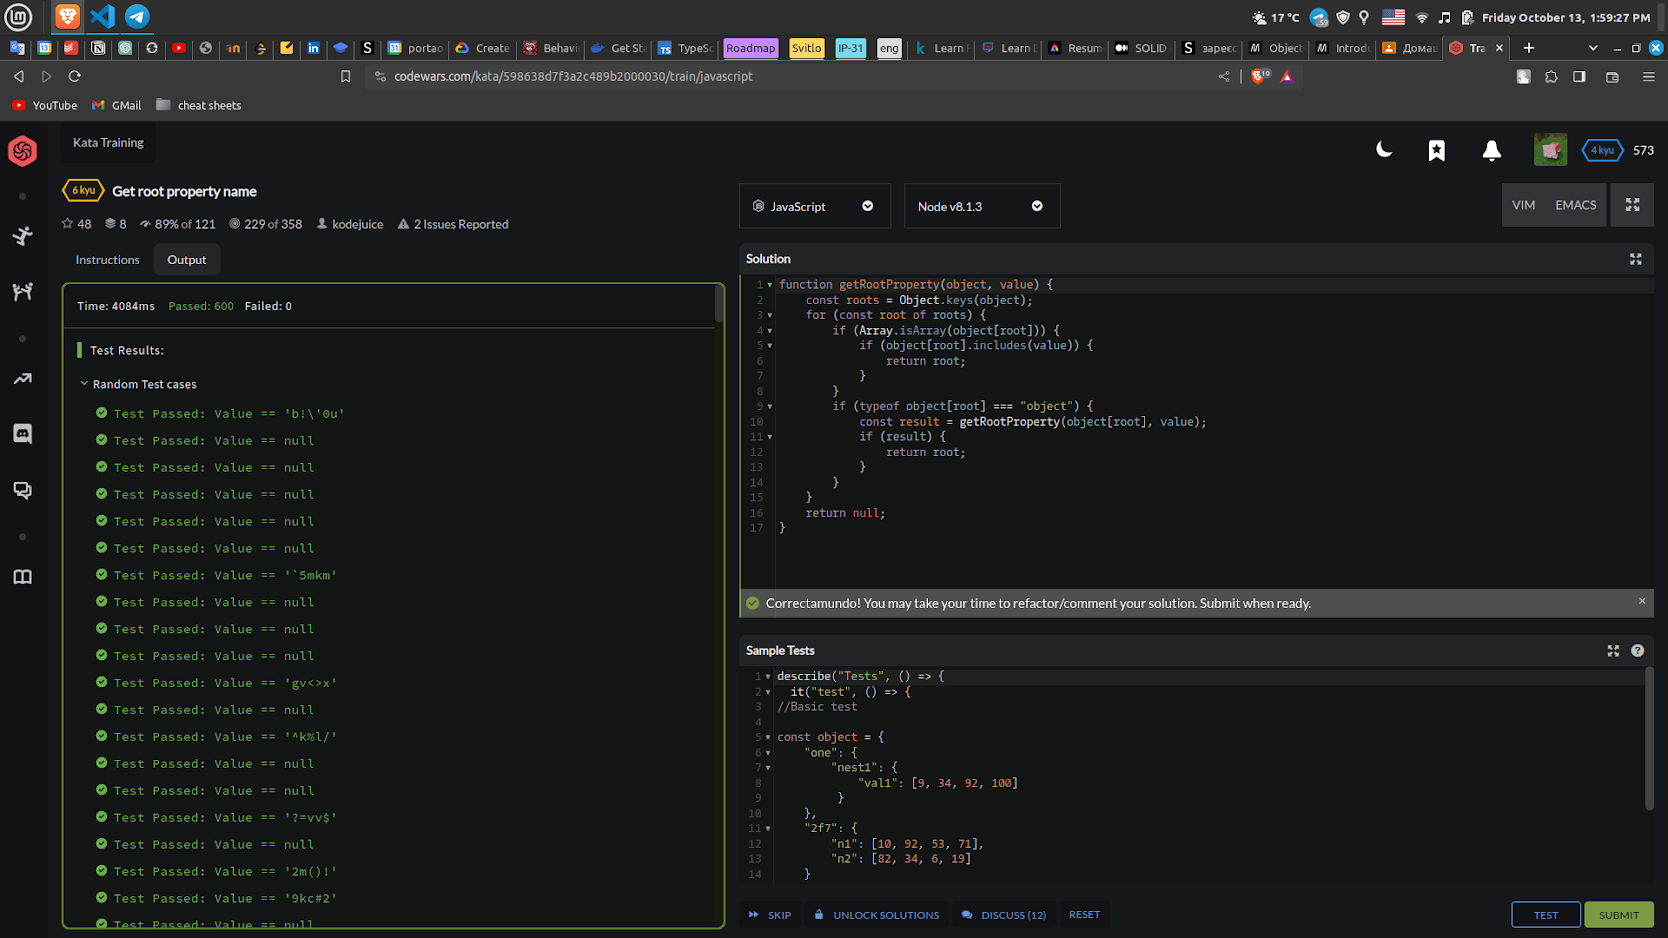 17 °C
Friday October 13, 1:59:27 PM
portao
Create
Behavi
Get Sta
TypeSc
Roadmap
Svitlo
IP-31
eng
Learn F
Learn E
Resum
SOLID
зареєс
Object
Introdu
Домаш
Tra
codewars.com/kata/598638d7f3a2c489b2000030/train/javascript
YouTube
GMail
cheat sheets
Kata Training
4 kyu
573
6 kyu
Get root property name
48
8
89% of 121
229 of 358
kodejuice
2 Issues Reported
JavaScript
Node v8.1.3
VIM
EMACS
Instructions
Output
Time: 4084ms Passed: 600 Failed: 0
Test Results:
Random Test cases
Test Passed: Value == 'b!\'0u'
Test Passed: Value == null
Test Passed: Value == null
Test Passed: Value == null
Test Passed: Value == null
Test Passed: Value == null
Test Passed: Value == '`5mkm'
Test Passed: Value == null
Test Passed: Value == null
Test Passed: Value == null
Test Passed: Value == 'gv<>x'
Test Passed: Value == null
Test Passed: Value == '^k%l/'
Test Passed: Value == null
Test Passed: Value == null
Test Passed: Value == '?=vv$'
Test Passed: Value == null
Test Passed: Value == '2m()!'
Test Passed: Value == '9kc#2'
Test Passed: Value == null
Solution
1 function getRootProperty(object, value) {
2 const roots = Object.keys(object);
3 for (const root of roots) {
4 if (Array.isArray(object[root])) {
5 if (object[root].includes(value)) {
6 return root;
7 }
8 }
9 if (typeof object[root] === "object") {
10 const result = getRootProperty(object[root], value);
11 if (result) {
12 return root;
13 }
14 }
15 }
16 return null;
17 }
Correctamundo! You may take your time to refactor/comment your solution. Submit when ready.
Sample Tests
1 describe("Tests", () => {
2 it("test", () => {
3 //Basic test
4
5 const object = {
6 "one": {
7 "nest1": {
8 "val1": [9, 34, 92, 100]
9 }
10 },
11 "2f7": {
12 "n1": [10, 92, 53, 71],
13 "n2": [82, 34, 6, 19]
14 }
SKIP
UNLOCK SOLUTIONS
DISCUSS (12)
RESET
TEST
SUBMIT